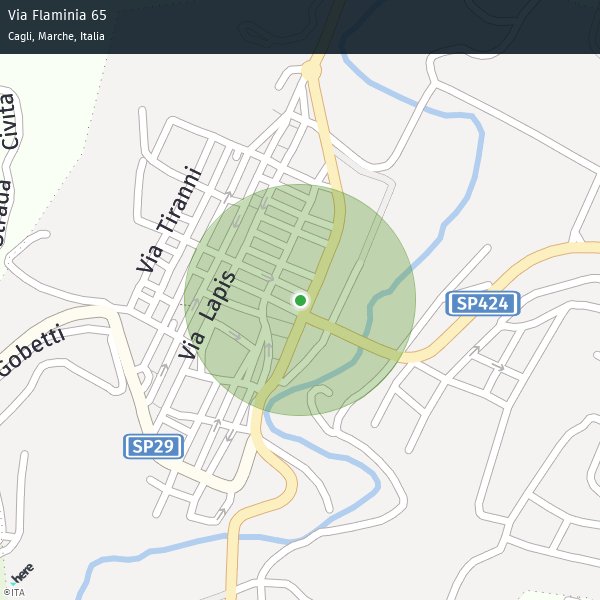 Via Flaminia 65
Cagli, Marche, Italia
Strada Civita
Via Tiranni
Via Lapis
SP424
Gobetti
SP29
here
©ITA